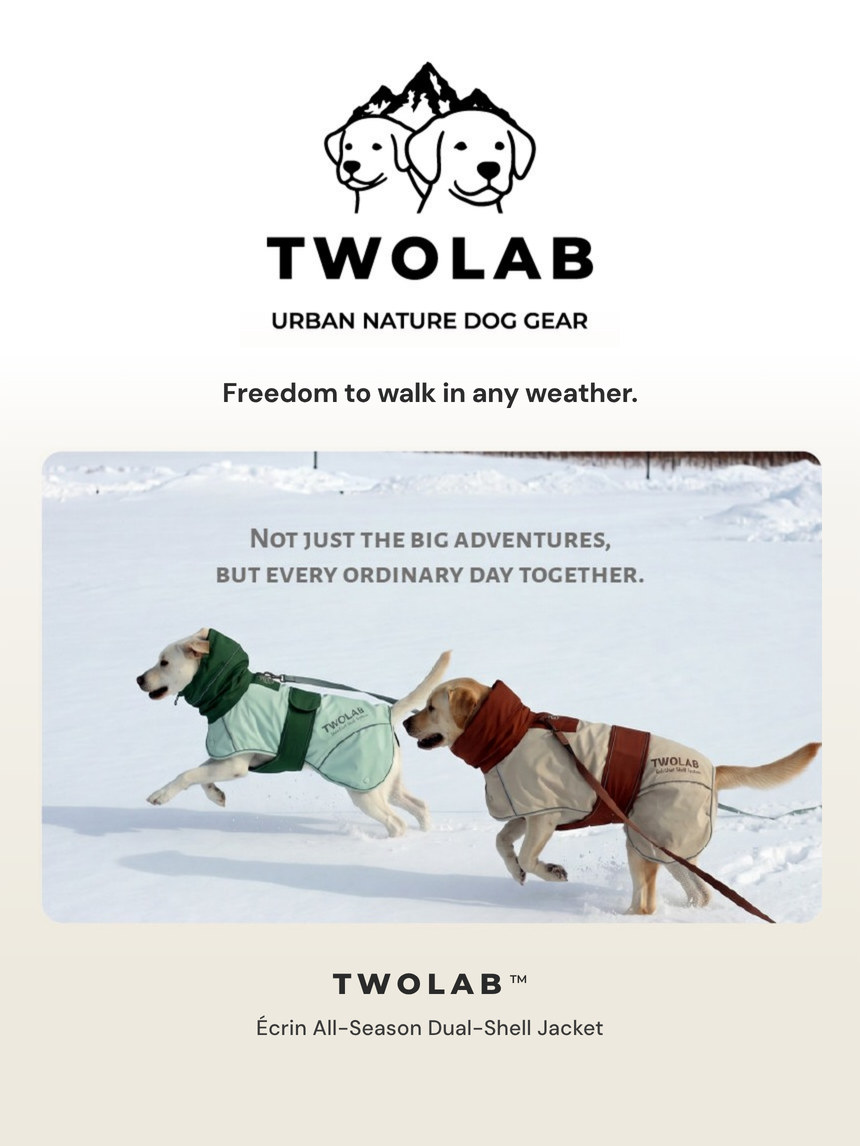 TWOLAB
URBAN NATURE DOG GEAR
Freedom to walk in any weather.
NOT JUST THE BIG ADVENTURES,
BUT EVERY ORDINARY DAY TOGETHER.
TWOLAB
TWOLAB
TWOLAB™
Écrin All-Season Dual-Shell Jacket